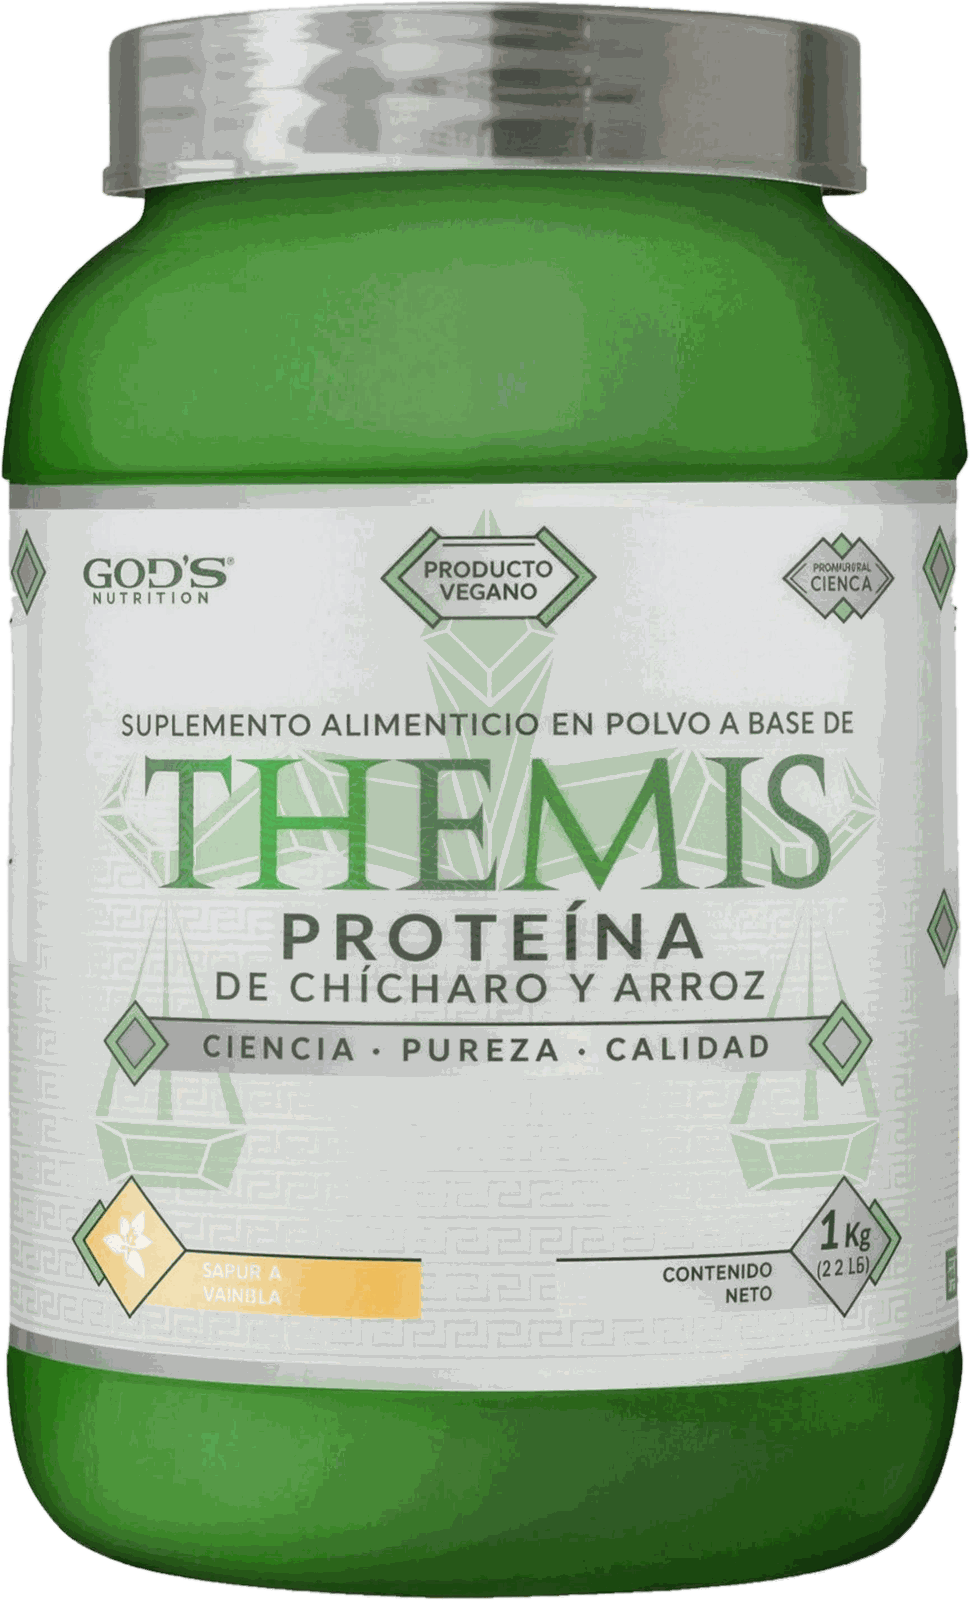 GOD'S®
NUTRITION
PRODUCTO
VEGANO
CIENCA
SUPLEMENTO ALIMENTICIO EN POLVO A BASE DE
THEMIS
PROTEÍNA
DE CHÍCHARO Y ARROZ
CIENCIA · PUREZA · CALIDAD
SAPUR A
VAINBLA
CONTENIDO
NETO
1Kg
(2 2 L6)